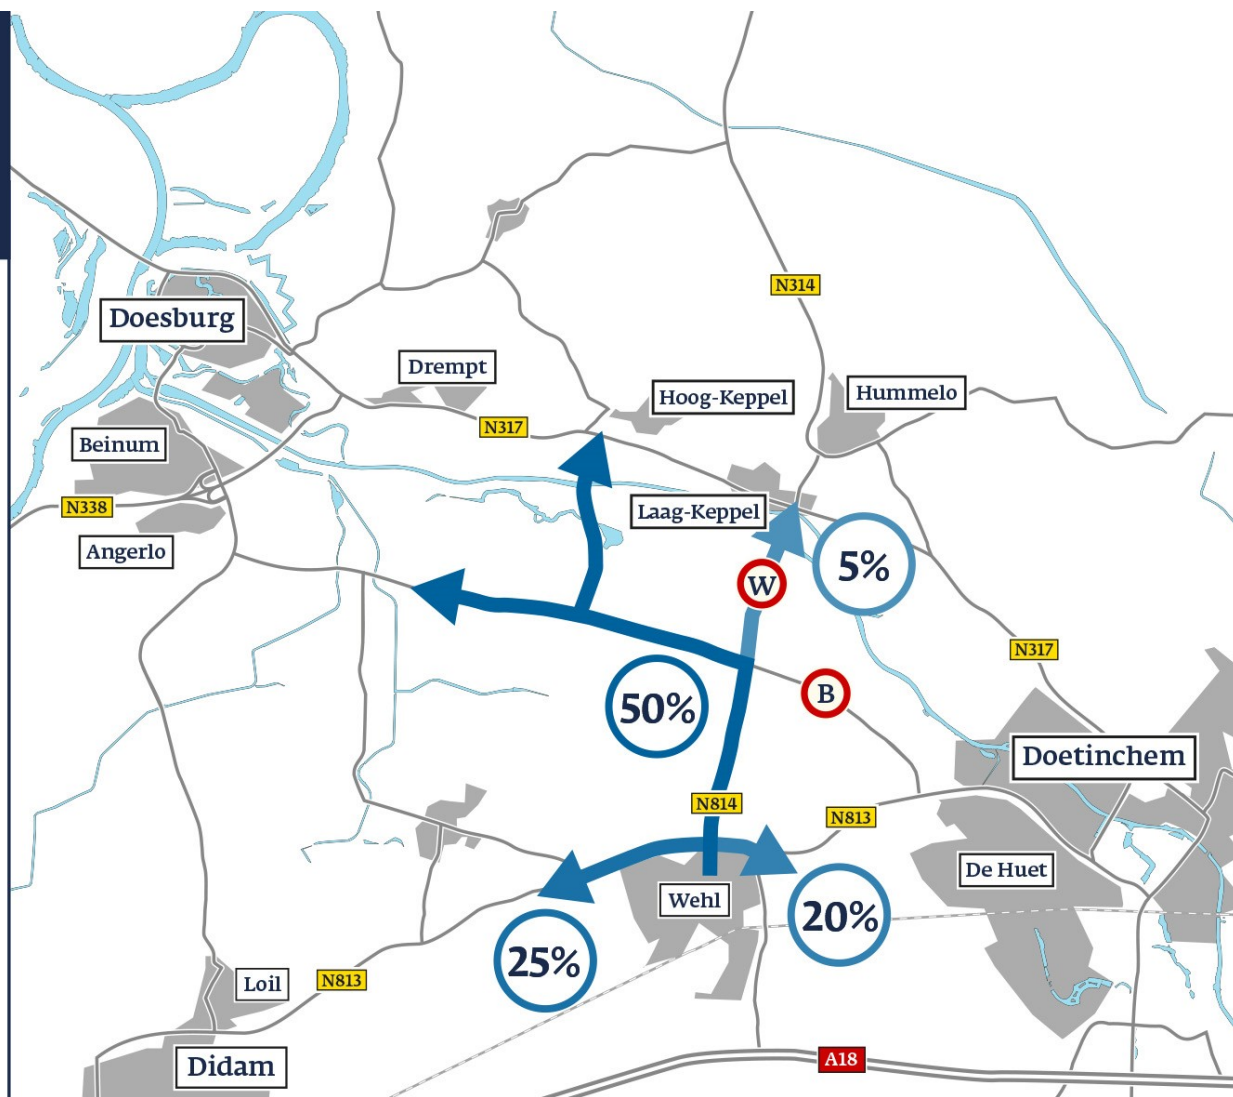 N314
Doesburg
Drempt
Hoog-Keppel
Hummelo
N317
Beinum
N338
Laag-Keppel
Angerlo
5%
W
N317
B
50%
Doetinchem
N814
N813
De Huet
Wehl
20%
25%
Loil
N813
Didam
A18